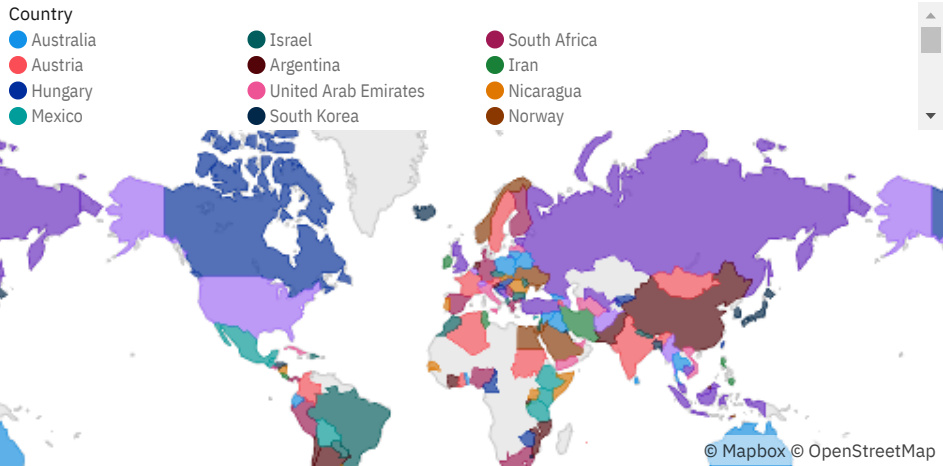 Country
Australia
Israel
South Africa
Austria
Argentina
Iran
Hungary
United Arab Emirates
Nicaragua
Mexico
South Korea
Norway
© Mapbox © OpenStreetMap